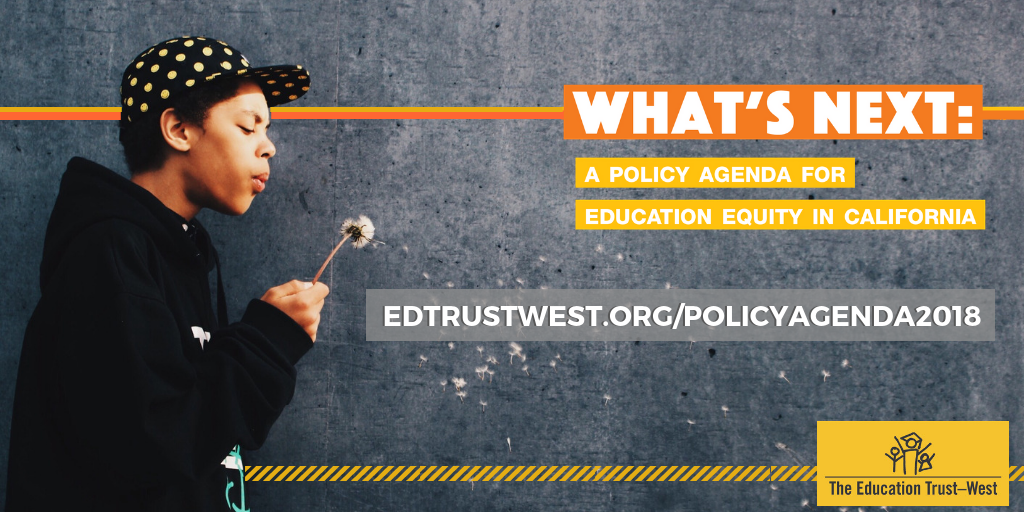 WHAT'S NEXT:
A POLICY AGENDA FOR
EDUCATION EQUITY IN CALIFORNIA
EDTRUSTWEST.ORG/POLICYAGENDA2018
The Education Trust–West